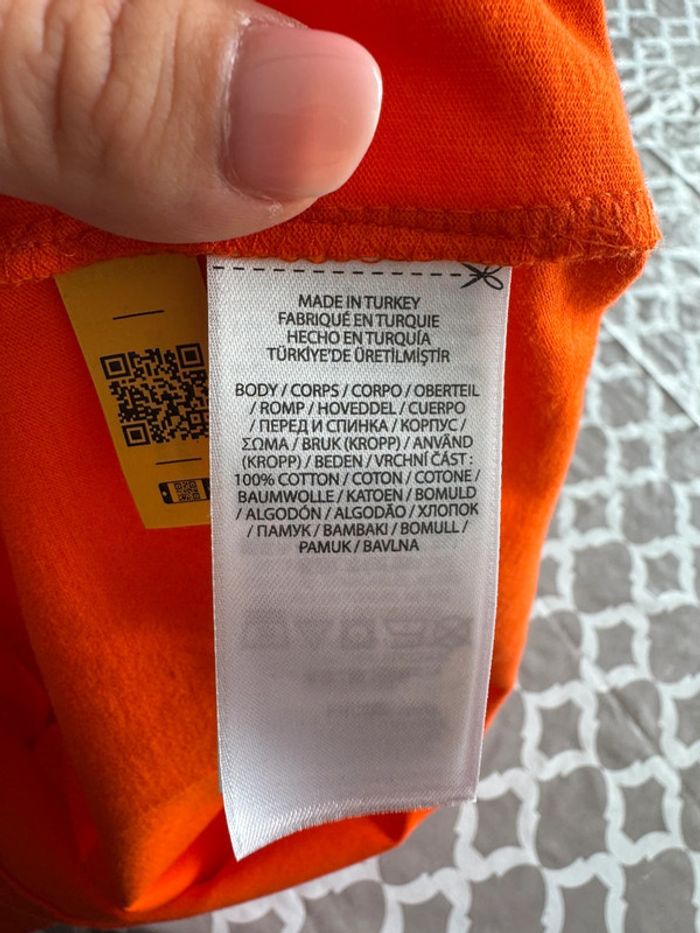 MADE IN TURKEY
FABRIQUÉ EN TURQUIE
HECHO EN TURQUÍA
TÜRKİYE'DE ÜRETİLMİŞTİR
BODY / CORPS / CORPO / OBERTEIL
/ ROMP / HOVEDDEL / CUERPO
/ ПЕРЕД И СПИНКА / КОРПУС /
ΣΩΜΑ / BRUK (KROPP) / ANVÄND
(KROPP) / BEDEN / VRCHNÍ ČÁST :
100% COTTON / COTON / COTONE /
BAUMWOLLE / KATOEN / BOMULD
/ ALGODÓN / ALGODÃO / ХЛОПОК
/ ПАМУК / BAMBAKI / BOMULL /
PAMUK / BAVLNA